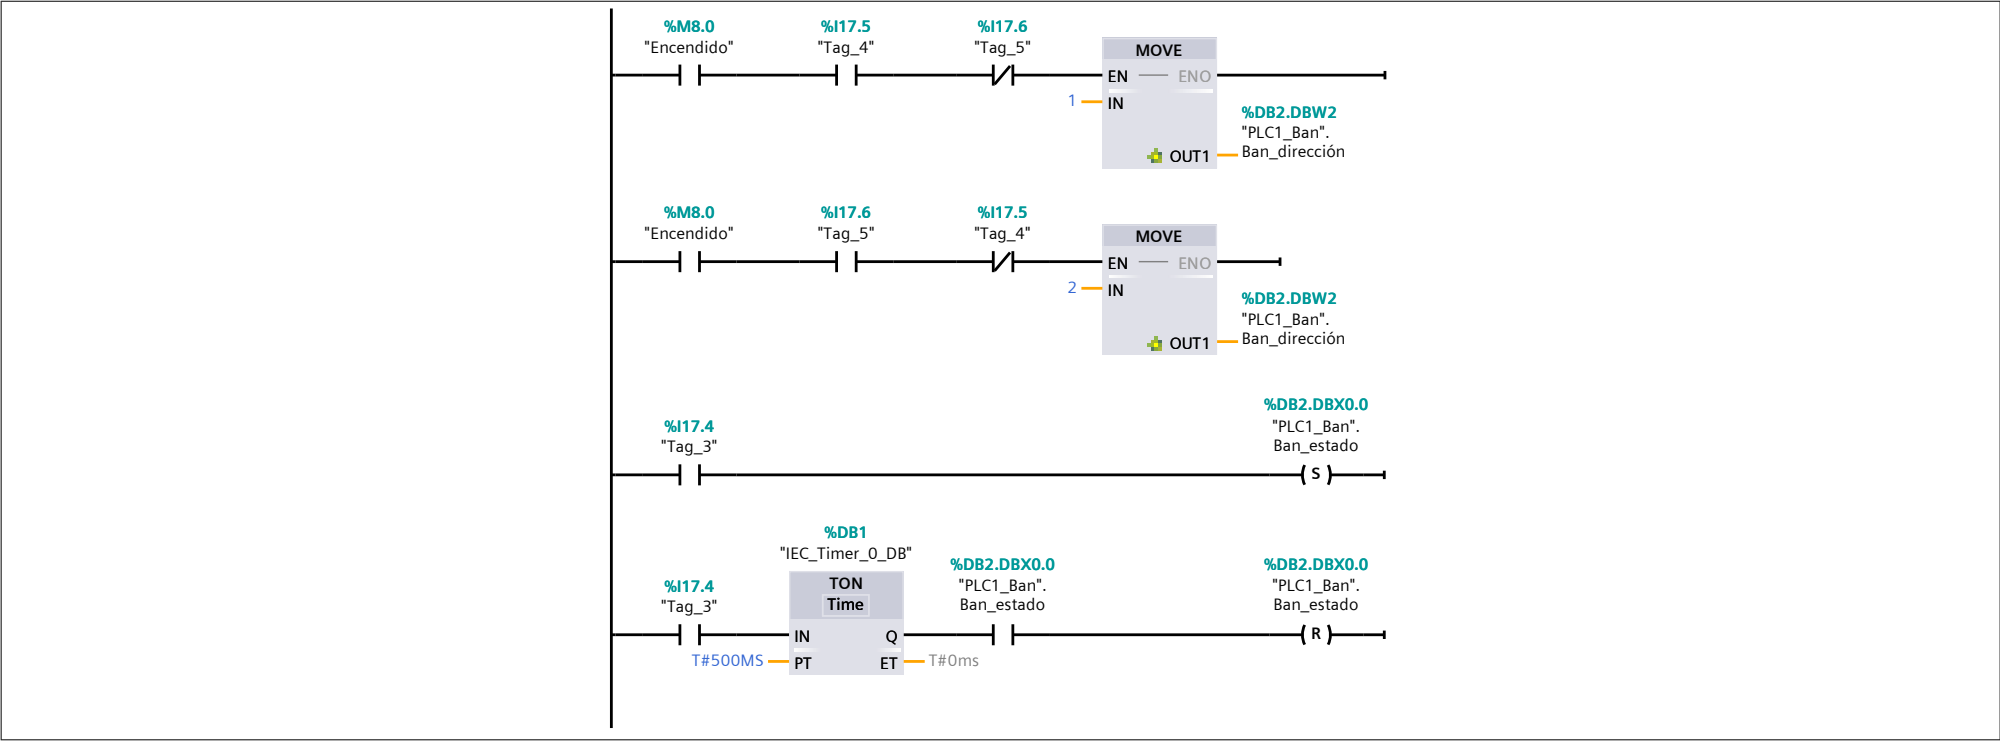 %M8.0 %I17.5 %I17.6
"Encendido" "Tag_4" "Tag_5"
MOVE
EN ENO
1 IN
%DB2.DBW2
"PLC1_Ban".
OUT1 Ban_dirección
%M8.0 %I17.6 %I17.5
"Encendido" "Tag_5" "Tag_4"
MOVE
EN ENO
2 IN
%DB2.DBW2
"PLC1_Ban".
OUT1 Ban_dirección
%DB2.DBX0.0
%I17.4 "PLC1_Ban".
"Tag_3" Ban_estado
S
%DB1
"IEC_Timer_0_DB"
%DB2.DBX0.0 %DB2.DBX0.0
%I17.4 TON "PLC1_Ban". "PLC1_Ban".
"Tag_3" Time Ban_estado Ban_estado
IN Q R
T#500MS PT ET T#0ms